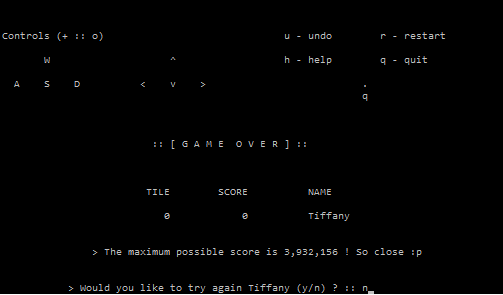 Controls (+ :: o) u - undo r - restart
W ^ h - help q - quit
A S D < v > .
q
:: [ G A M E  O V E R ] ::
TILE SCORE NAME
0 0 Tiffany
> The maximum possible score is 3,932,156 ! So close :p
> Would you like to try again Tiffany (y/n) ? :: n_